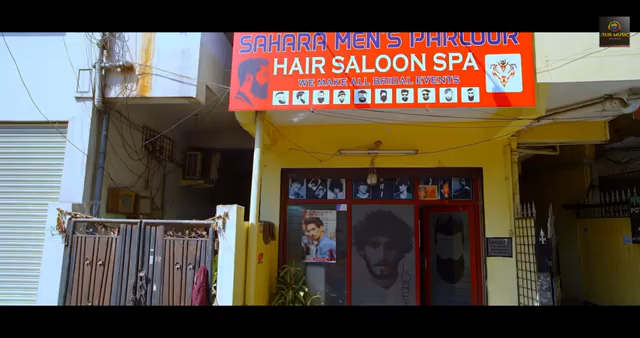 SAHARA MEN'S PARLOUR
HAIR SALOON SPA
WE MAKE ALL BRIDAL EVENTS